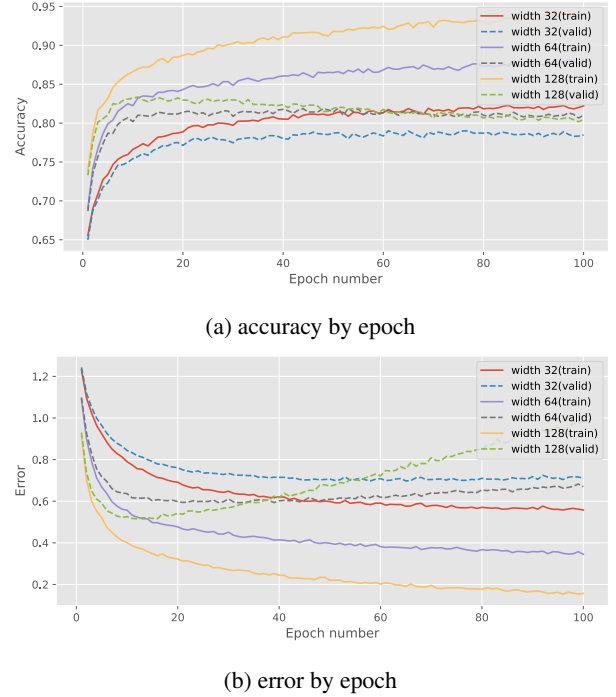 0.95
0.90
0.85
0.80
0.75
0.70
0.65
Accuracy
0
20
40
60
80
100
Epoch number
width 32(train)
width 32(valid)
width 64(train)
width 64(valid)
width 128(train)
width 128(valid)
(a) accuracy by epoch
1.2
1.0
0.8
0.6
0.4
0.2
Error
0
20
40
60
80
100
Epoch number
width 32(train)
width 32(valid)
width 64(train)
width 64(valid)
width 128(train)
width 128(valid)
(b) error by epoch